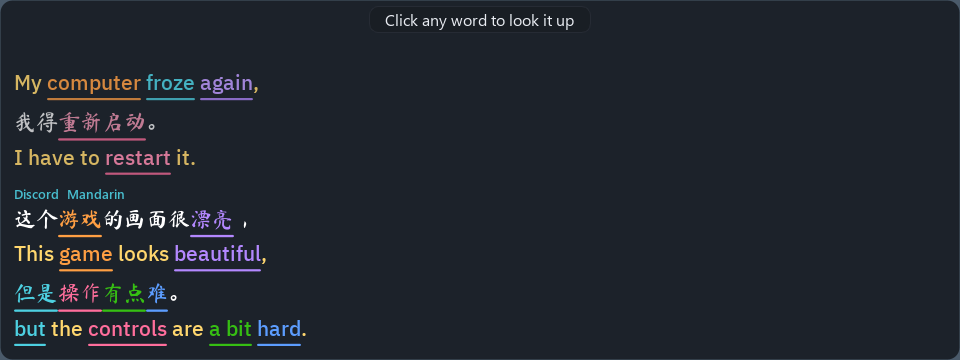 Click any word to look it up
My computer froze again,
我得重新启动。
I have to restart it.
Discord Mandarin
这个游戏的画面很漂亮，
This game looks beautiful,
但是操作有点难。
but the controls are a bit hard.